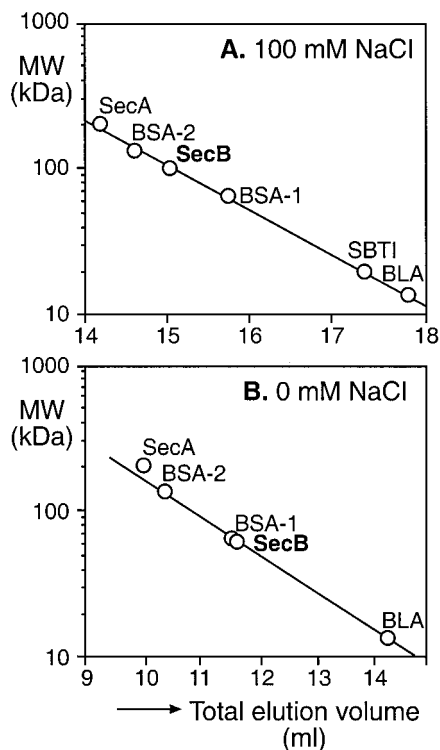 1000
A. 100 mM NaCl
MW
(kDa)
SecA
BSA-2
SecB
100
BSA-1
SBTI
BLA
10
14 15 16 17 18
1000
B. 0 mM NaCl
MW
(kDa)
SecA
BSA-2
100
BSA-1
SecB
BLA
10
9 10 11 12 13 14
Total elution volume
(ml)